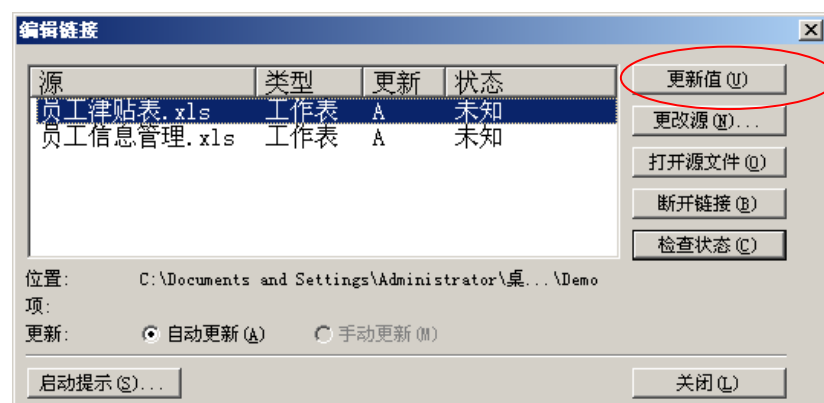 编辑链接
源 类型 更新 状态 更新值(U)
员工津贴表.xls 工作表 A 未知
员工信息管理.xls 工作表 A 未知
更改源(N)...
打开源文件(O)
断开链接(B)
检查状态(C)
位置: C:\Documents and Settings\Administrator\桌...\Demo
项:
更新: 自动更新(A) 手动更新(M)
启动提示(S)... 关闭(L)